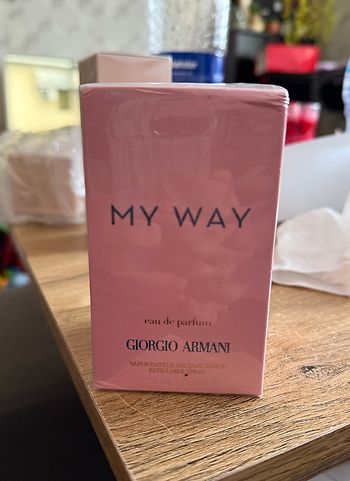 MY WAY
eau de parfum
GIORGIO ARMANI
VAPORISATEUR RECHARGEABLE
REFILLABLE SPRAY